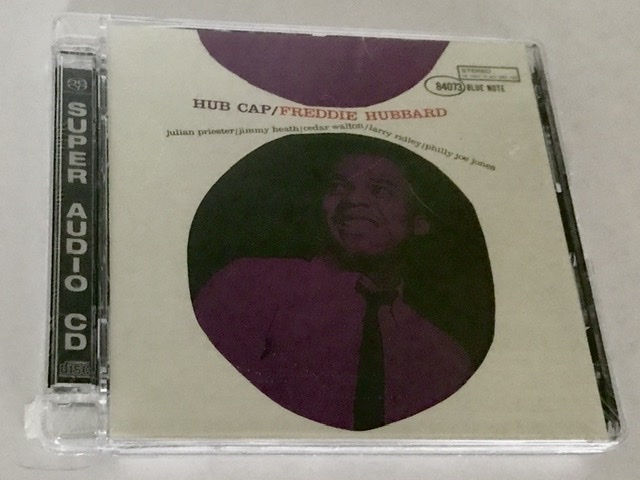 STEREO
84073 BLUE NOTE
HUB CAP/FREDDIE HUBBARD
julian priester/jimmy heath/cedar walton/larry ridley/philly joe jones
SUPER AUDIO CD